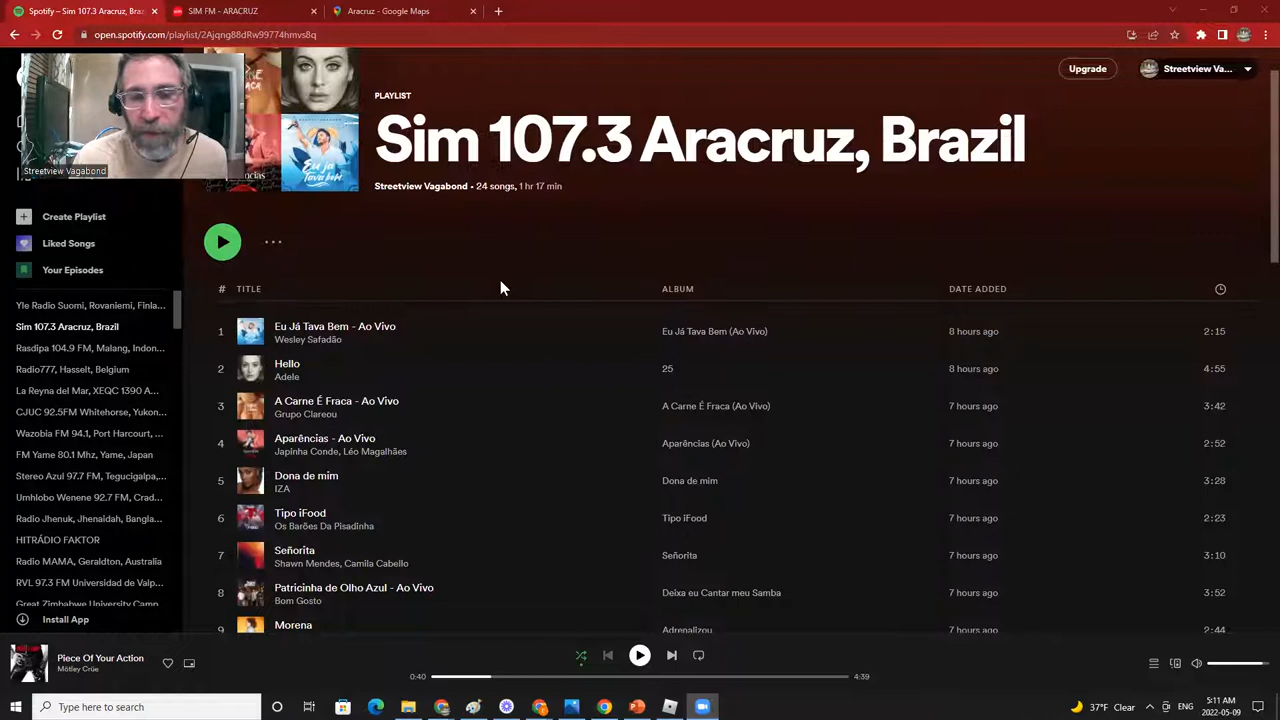 Spotify – Sim 107.3 Aracruz, Braz
SIM FM - ARACRUZ
Aracruz - Google Maps
open.spotify.com/playlist/2Ajqng88dRw99774hmvs8q
Upgrade
Streetview Va...
Streetview Vagabond
PLAYLIST
Sim 107.3 Aracruz, Brazil
Streetview Vagabond • 24 songs, 1 hr 17 min
Create Playlist
Liked Songs
Your Episodes
Yle Radio Suomi, Rovaniemi, Finla...
Sim 107.3 Aracruz, Brazil
Rasdipa 104.9 FM, Malang, Indon...
Radio777, Hasselt, Belgium
La Reyna del Mar, XEQC 1390 A...
CJUC 92.5FM Whitehorse, Yukon...
Wazobia FM 94.1, Port Harcourt, ...
FM Yame 80.1 Mhz, Yame, Japan
Stereo Azul 97.7 FM, Tegucigalpa,...
Umhlobo Wenene 92.7 FM, Crad...
Radio Jhenuk, Jhenaidah, Bangla...
HITRÁDIO FAKTOR
Radio MAMA, Geraldton, Australia
RVL 97.3 FM Universidad de Valp...
Great Zimbabwe University Camp
Install App
# TITLE ALBUM DATE ADDED
1 Eu Já Tava Bem - Ao Vivo Eu Já Tava Bem (Ao Vivo) 8 hours ago 2:15
Wesley Safadão
2 Hello 25 8 hours ago 4:55
Adele
3 A Carne É Fraca - Ao Vivo A Carne É Fraca (Ao Vivo) 7 hours ago 3:42
Grupo Clareou
4 Aparências - Ao Vivo Aparências (Ao Vivo) 7 hours ago 2:52
Japinha Conde, Léo Magalhães
5 Dona de mim Dona de mim 7 hours ago 3:28
IZA
6 Tipo iFood Tipo iFood 7 hours ago 2:23
Os Barões Da Pisadinha
7 Señorita Señorita 7 hours ago 3:10
Shawn Mendes, Camila Cabello
8 Patricinha de Olho Azul - Ao Vivo Deixa eu Cantar meu Samba 7 hours ago 3:52
Bom Gosto
9 Morena Adrenalizou 7 hours ago 2:44
Piece Of Your Action
Mötley Crüe
0:40
4:39
Type here to search
37°F Clear
ENG
5:11 AM
2022-05-09